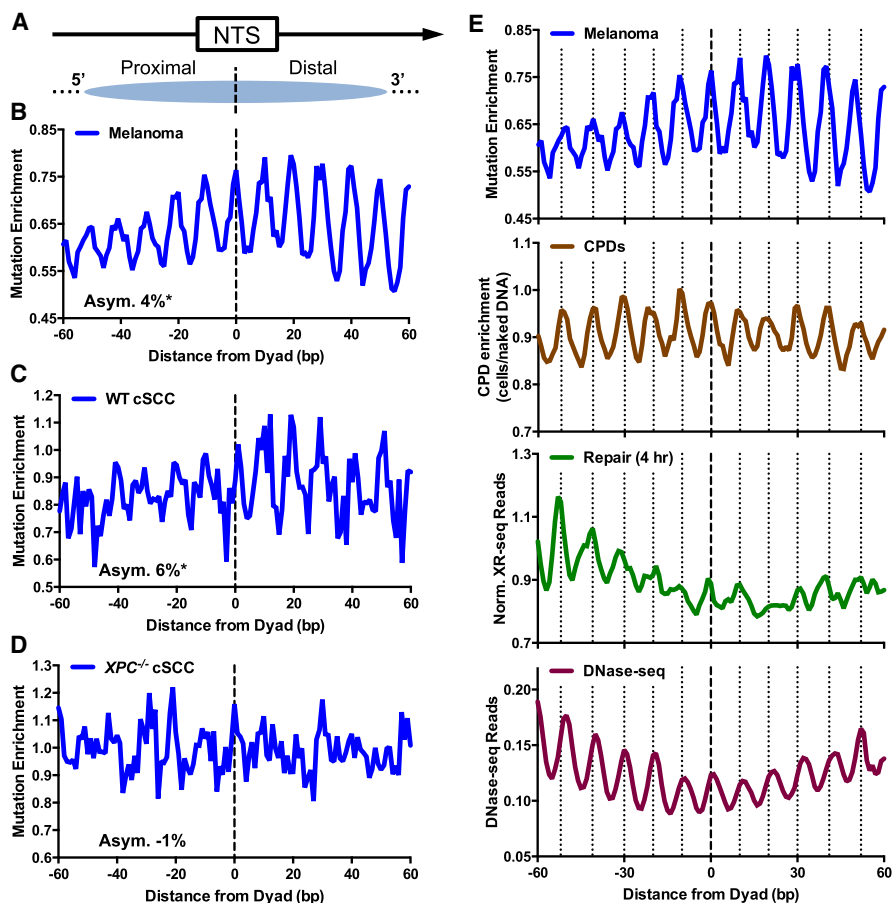 A
NTS
5’ Proximal Distal 3’
B
Melanoma
Mutation Enrichment
0.85
0.75
0.65
0.55
0.45
Asym. 4%*
-60 -40 -20 0 20 40 60
Distance from Dyad (bp)
C
WT cSCC
Mutation Enrichment
1.2
1.1
1.0
0.9
0.8
0.7
0.6
0.5
Asym. 6%*
-60 -40 -20 0 20 40 60
Distance from Dyad (bp)
D
XPC-/- cSCC
Mutation Enrichment
1.3
1.2
1.1
1.0
0.9
0.8
0.7
0.6
Asym. -1%
-60 -40 -20 0 20 40 60
Distance from Dyad (bp)
E
Melanoma
Mutation Enrichment
0.85
0.75
0.65
0.55
0.45
CPDs
CPD enrichment
(cells/naked DNA)
1.1
1.0
0.9
0.8
0.7
Repair (4 hr)
Norm. XR-seq Reads
1.3
1.1
0.9
0.7
DNase-seq
DNase-seq Reads
0.20
0.15
0.10
0.05
-60 -30 0 30 60
Distance from Dyad (bp)